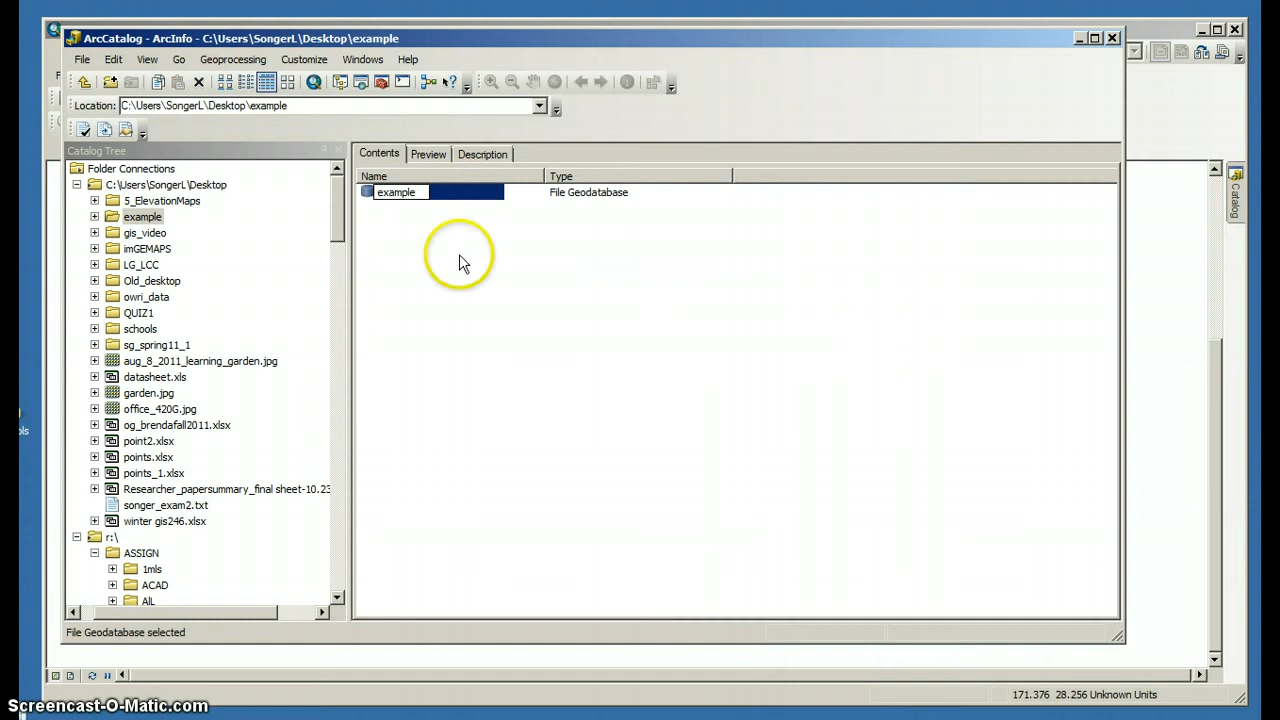 ArcCatalog - ArcInfo - C:\Users\SongerL\Desktop\example
File Edit View Go Geoprocessing Customize Windows Help
Location: C:\Users\SongerL\Desktop\example
Catalog Tree
Folder Connections
C:\Users\SongerL\Desktop
5_ElevationMaps
example
gis_video
imGEMAPS
LG_LCC
Old_desktop
owri_data
QUIZ1
schools
sg_spring11_1
aug_8_2011_learning_garden.jpg
datasheet.xls
garden.jpg
office_420G.jpg
og_brendafall2011.xlsx
point2.xlsx
points.xlsx
points_1.xlsx
Researcher_papersummary_final sheet-10.23
songer_exam2.txt
winter gis246.xlsx
r:\
ASSIGN
1mls
ACAD
Contents Preview Description
Name Type
example File Geodatabase
Catalog
File Geodatabase selected
171.376 28.256 Unknown Units
Screencast-O-Matic.com